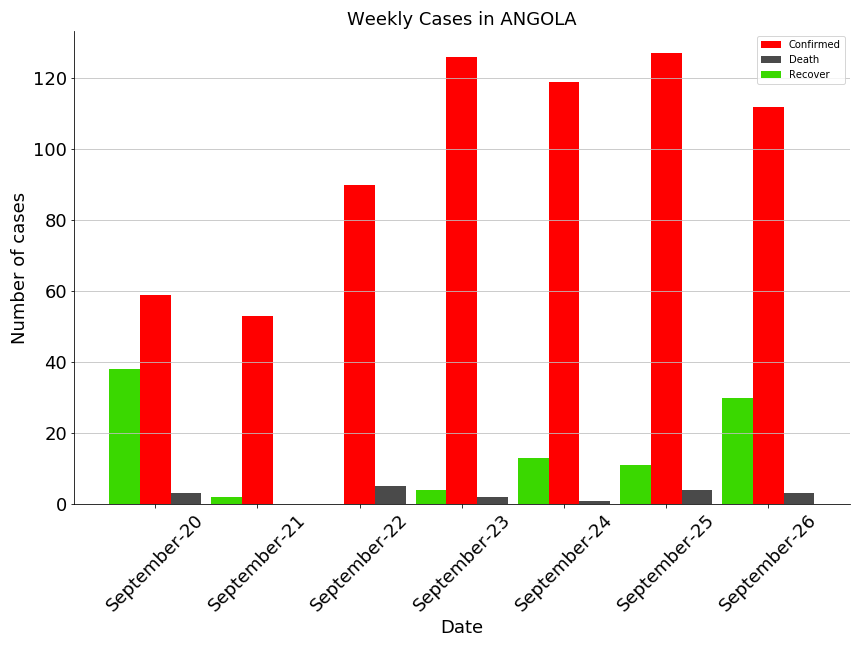 Weekly Cases in ANGOLA
Confirmed
Death
Recover
Number of cases
120
100
80
60
40
20
0
September-20
September-21
September-22
September-23
September-24
September-25
September-26
Date